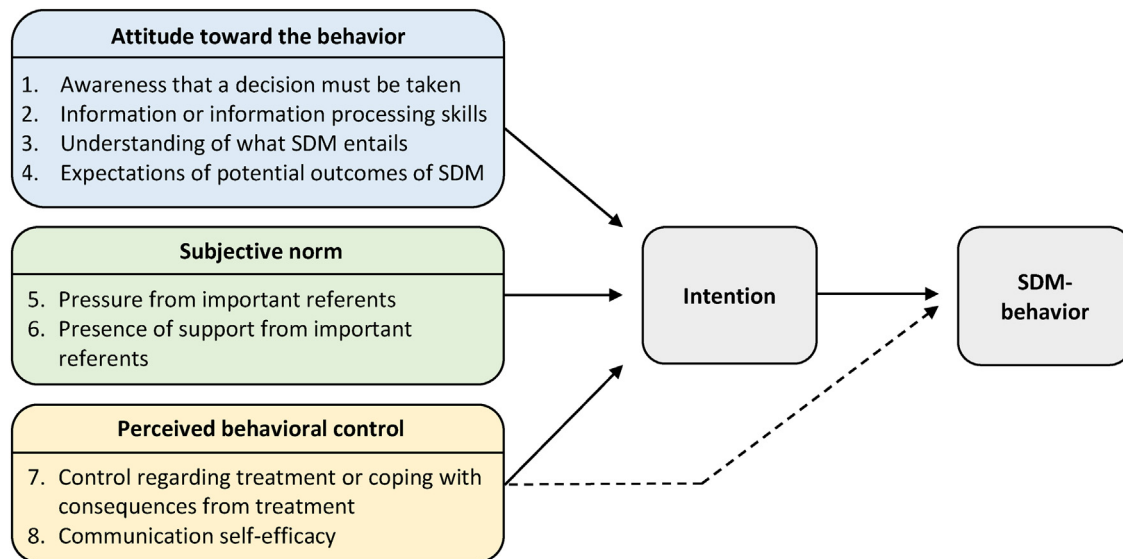 Attitude toward the behavior
1. Awareness that a decision must be taken
2. Information or information processing skills
3. Understanding of what SDM entails
4. Expectations of potential outcomes of SDM
Subjective norm
5. Pressure from important referents
6. Presence of support from important
referents
Perceived behavioral control
7. Control regarding treatment or coping with
consequences from treatment
8. Communication self-efficacy
Intention
SDM-
behavior